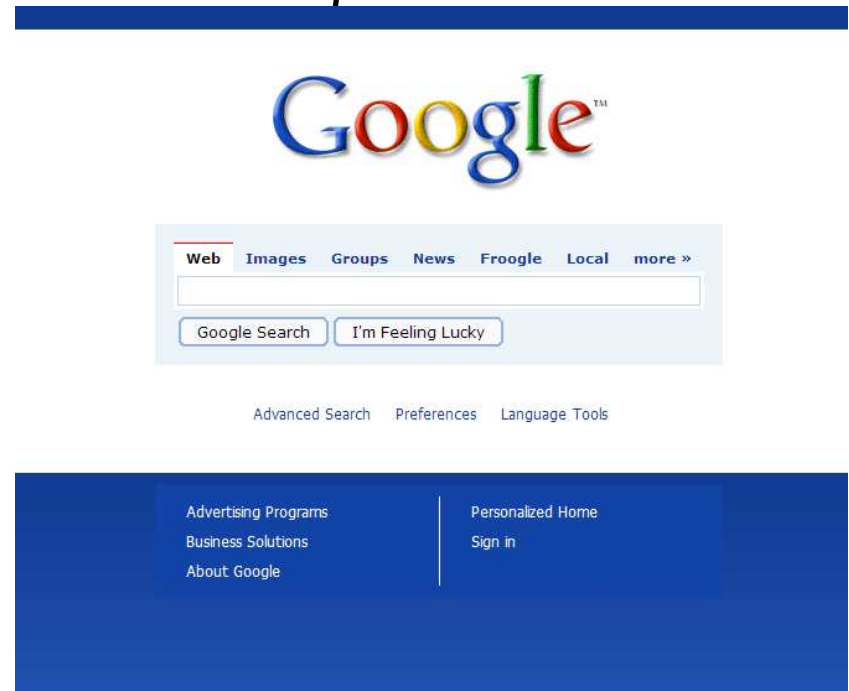 Google™
Web Images Groups News Froogle Local more »
Google Search I'm Feeling Lucky
Advanced Search Preferences Language Tools
Advertising Programs
Business Solutions
About Google
Personalized Home
Sign in